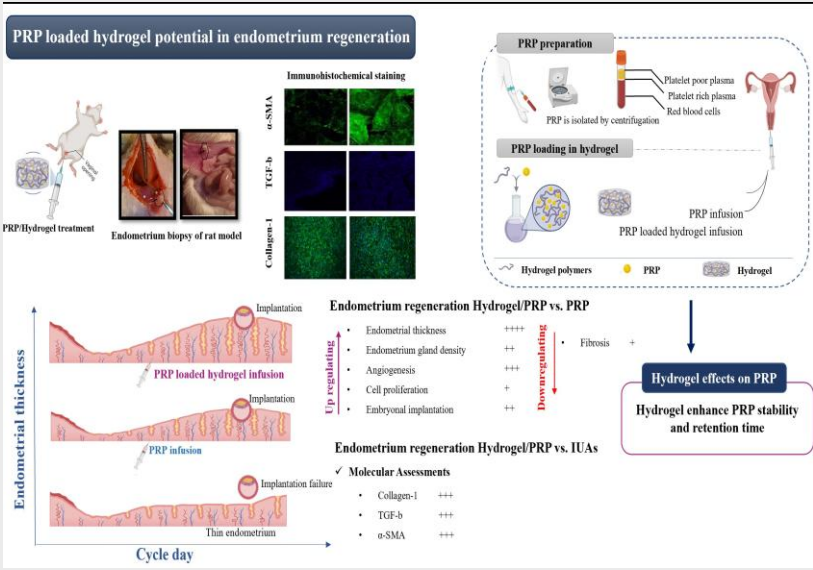 PRP loaded hydrogel potential in endometrium regeneration
Immunohistochemical staining
α-SMA
TGF-b
Collagen-1
Vaginal opening
PRP/Hydrogel treatment
Endometrium biopsy of rat model
PRP preparation
Platelet poor plasma
Platelet rich plasma
Red blood cells
PRP is isolated by centrifugation
PRP loading in hydrogel
PRP infusion
PRP loaded hydrogel infusion
Hydrogel polymers
PRP
Hydrogel
Endometrial thickness
Implantation
PRP loaded hydrogel infusion
Implantation
PRP infusion
Implantation failure
Thin endometrium
Cycle day
Endometrium regeneration Hydrogel/PRP vs. PRP
Up regulating
• Endometrial thickness ++++
• Endometrium gland density ++
• Angiogenesis +++
• Cell proliferation +
• Embryonal implantation ++
Downregulating
• Fibrosis +
Endometrium regeneration Hydrogel/PRP vs. IUAs
✓ Molecular Assessments
• Collagen-1 +++
• TGF-b +++
• α-SMA +++
Hydrogel effects on PRP
Hydrogel enhance PRP stability
and retention time